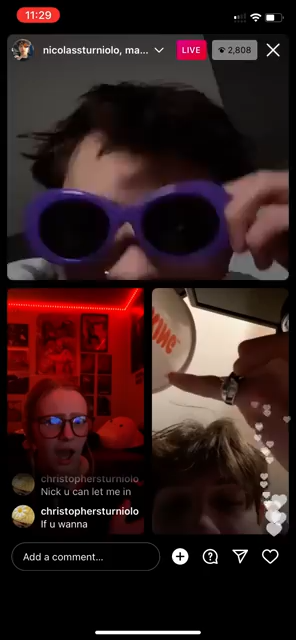 11:29
nicolassturniolo, ma...
LIVE
2,808
christophersturniolo
Nick u can let me in
christophersturniolo
If u wanna
Add a comment...